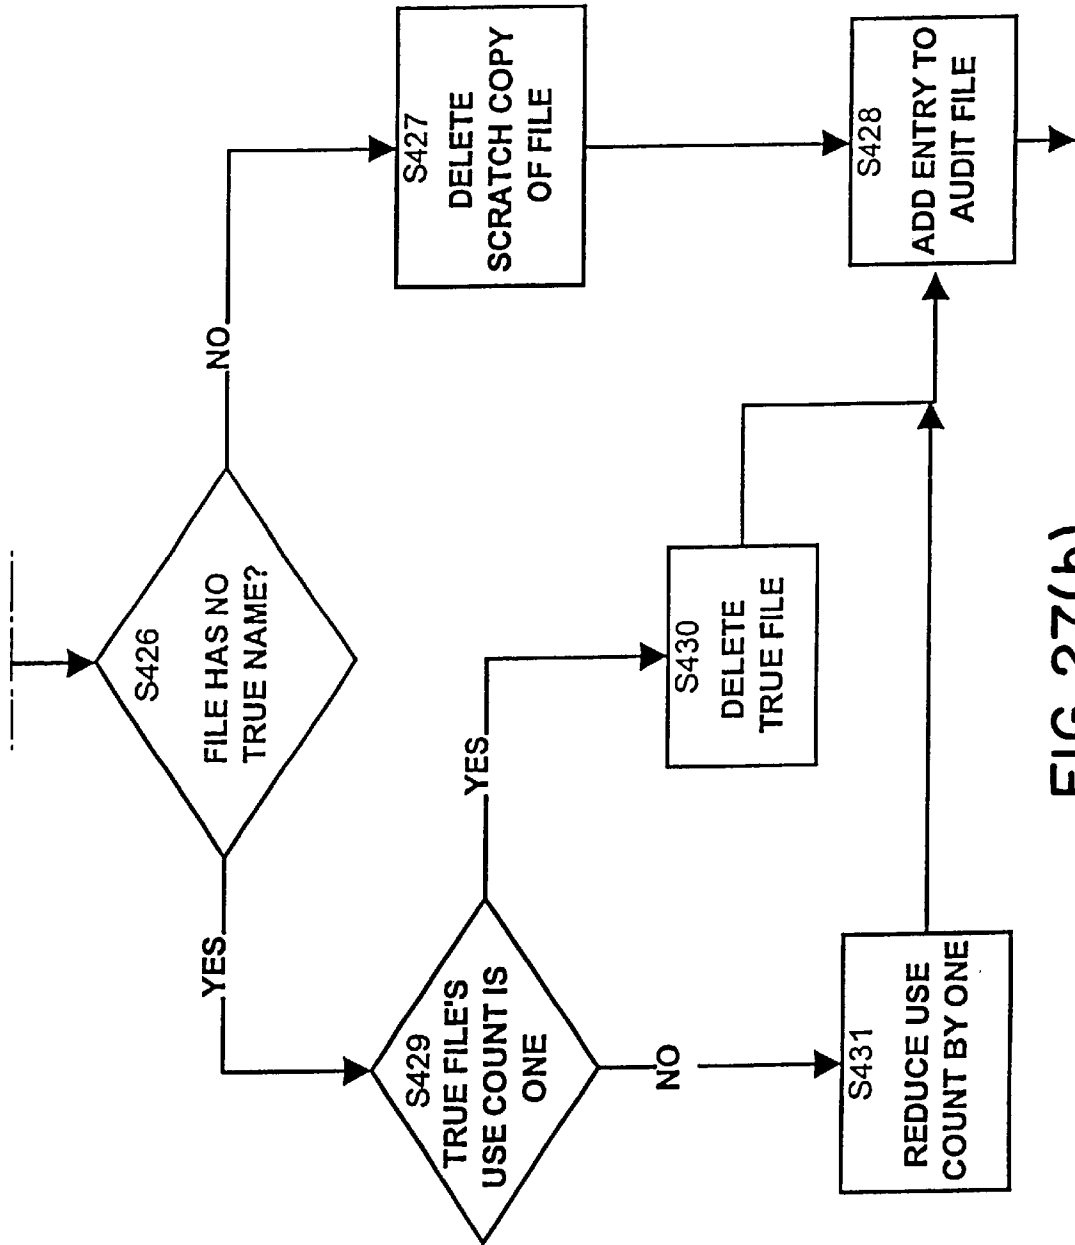 S426
FILE HAS NO
TRUE NAME?
YES
NO
S429
TRUE FILE'S
USE COUNT IS
ONE
YES
NO
S427
DELETE
SCRATCH COPY
OF FILE
S430
DELETE
TRUE FILE
S431
REDUCE USE
COUNT BY ONE
S428
ADD ENTRY TO
AUDIT FILE